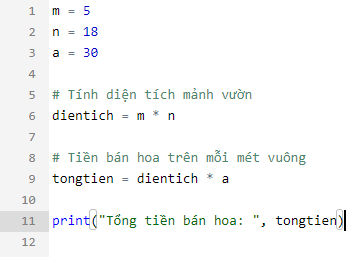 1 m = 5
2 n = 18
3 a = 30
4
5 # Tính diện tích mảnh vườn
6 dientich = m * n
7
8 # Tiền bán hoa trên mỗi mét vuông
9 tongtien = dientich * a
10
11 print("Tổng tiền bán hoa: ", tongtien)
12